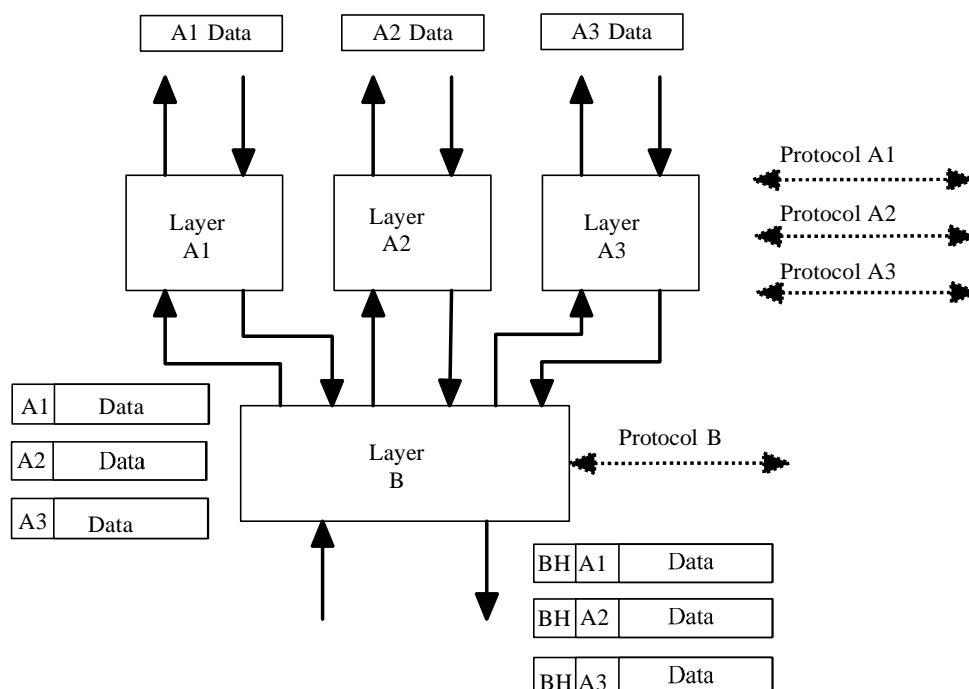 A1 Data
A2 Data
A3 Data
Protocol A1
Layer
A1
Layer
A2
Layer
A3
Protocol A2
Protocol A3
A1 Data
A2 Data
A3 Data
Layer
B
Protocol B
BH A1 Data
BH A2 Data
BH A3 Data